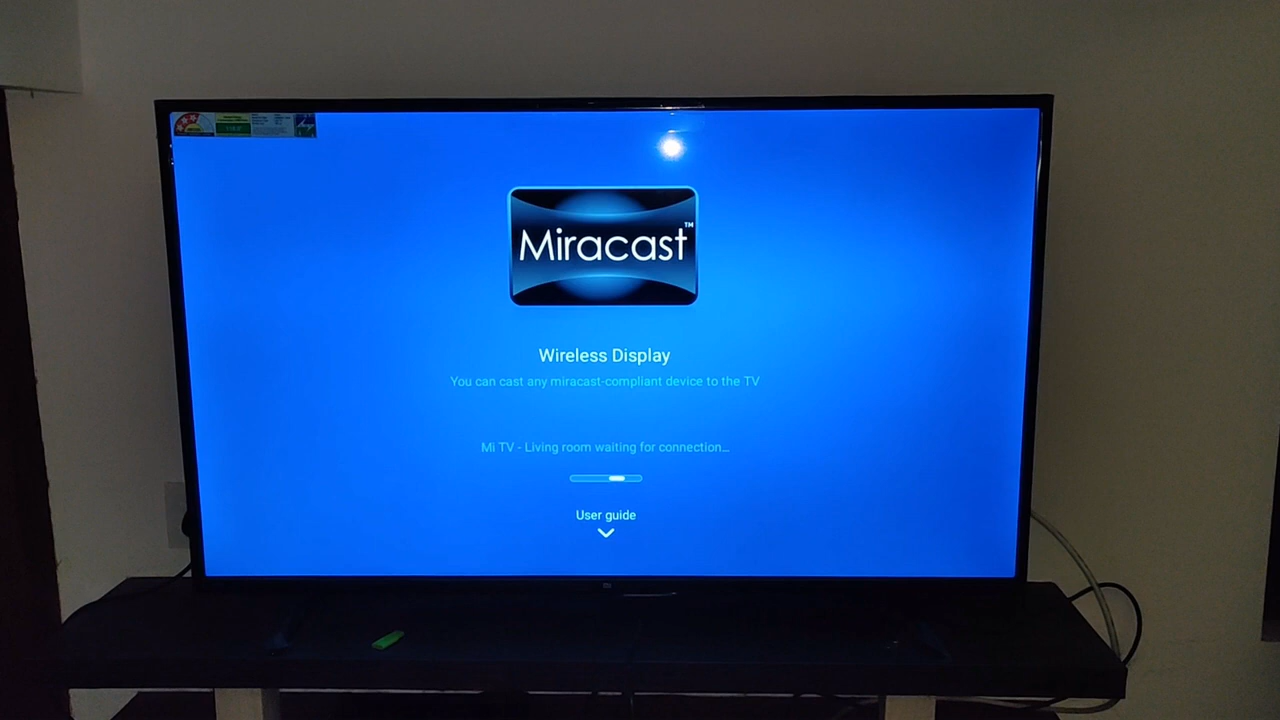 Miracast™
Wireless Display
You can cast any miracast-compliant device to the TV
Mi TV - Living room waiting for connection...
User guide